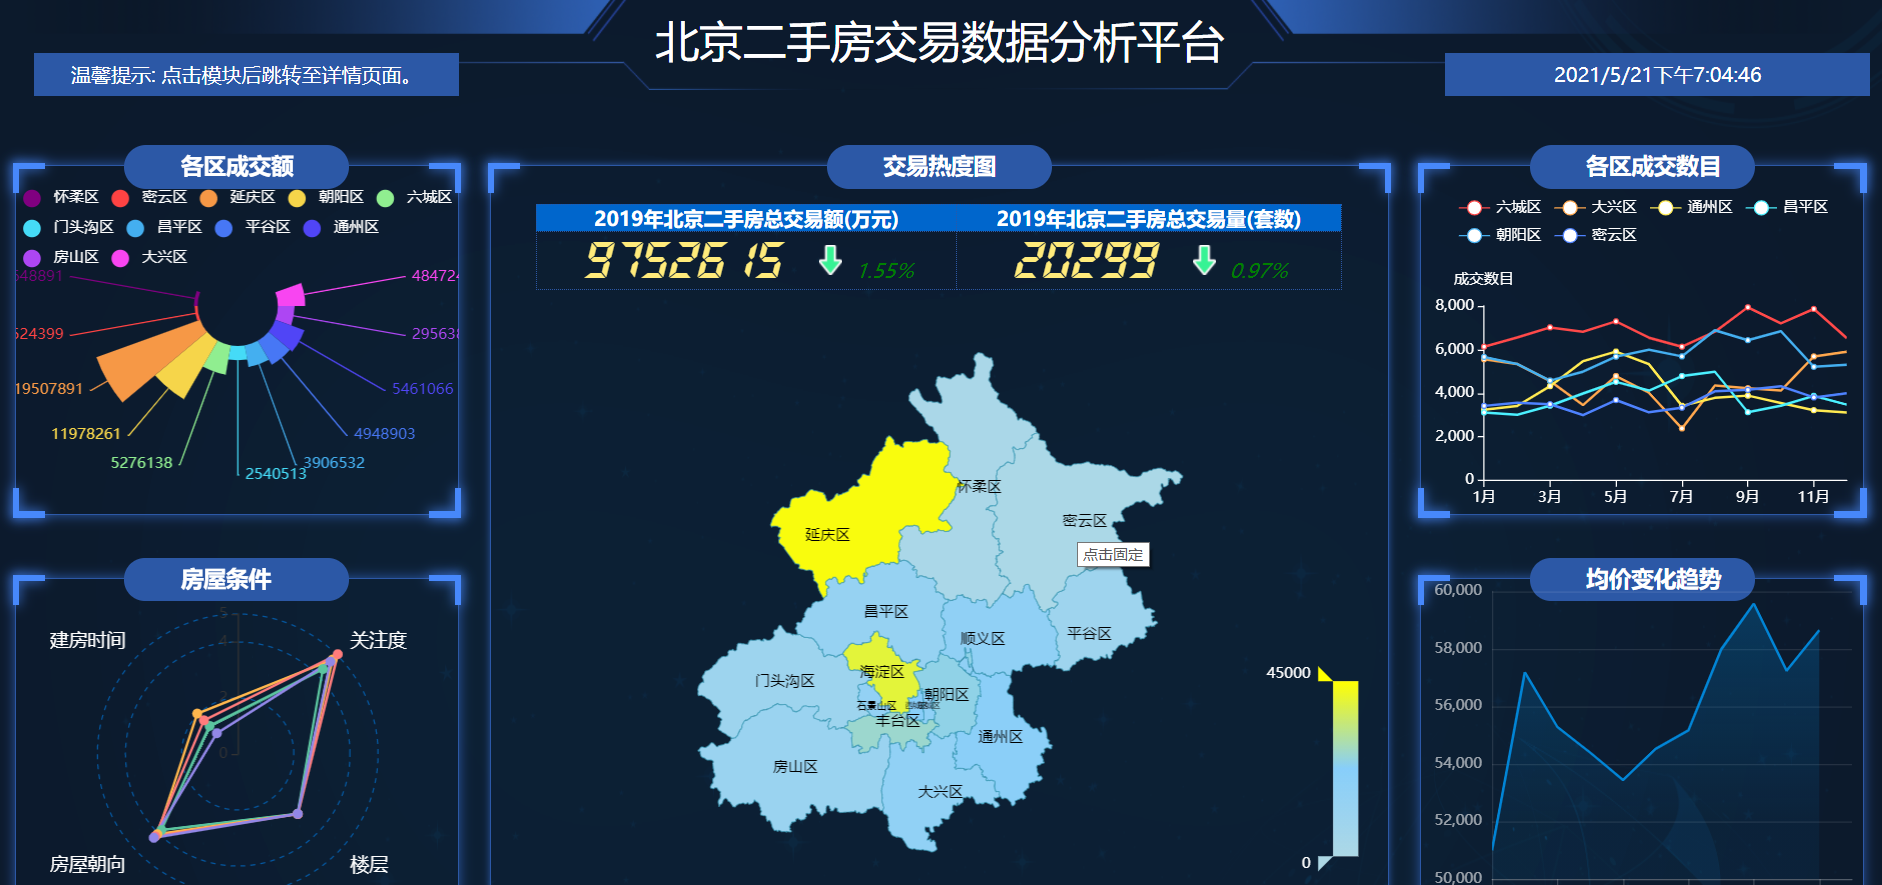 北京二手房交易数据分析平台
温馨提示: 点击模块后跳转至详情页面。
2021/5/21下午7:04:46
各区成交额
怀柔区 密云区 延庆区 朝阳区 六城区
门头沟区 昌平区 平谷区 通州区
房山区 大兴区
548891
484724
524399
295638
19507891
5461066
11978261
4948903
5276138
3906532
2540513
房屋条件
建房时间
关注度
房屋朝向
楼层
5
4
2
0
交易热度图
2019年北京二手房总交易额(万元) 2019年北京二手房总交易量(套数)
9752615 1.55% 20299 0.97%
怀柔区
密云区
延庆区
点击固定
昌平区
平谷区
顺义区
海淀区
门头沟区
朝阳区
石景山区
丰台区
通州区
房山区
大兴区
45000
0
各区成交数目
六城区 大兴区 通州区 昌平区
朝阳区 密云区
成交数目
8,000
6,000
4,000
2,000
0
1月 3月 5月 7月 9月 11月
均价变化趋势
60,000
58,000
56,000
54,000
52,000
50,000